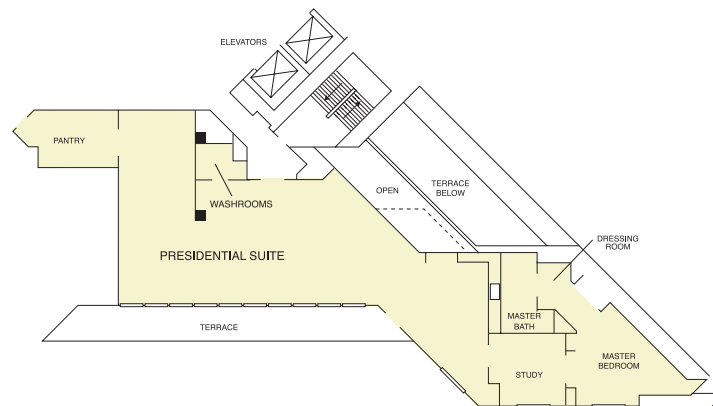 ELEVATORS
PANTRY
WASHROOMS
OPEN
TERRACE
BELOW
DRESSING
ROOM
PRESIDENTIAL SUITE
TERRACE
MASTER
BATH
MASTER
BEDROOM
STUDY